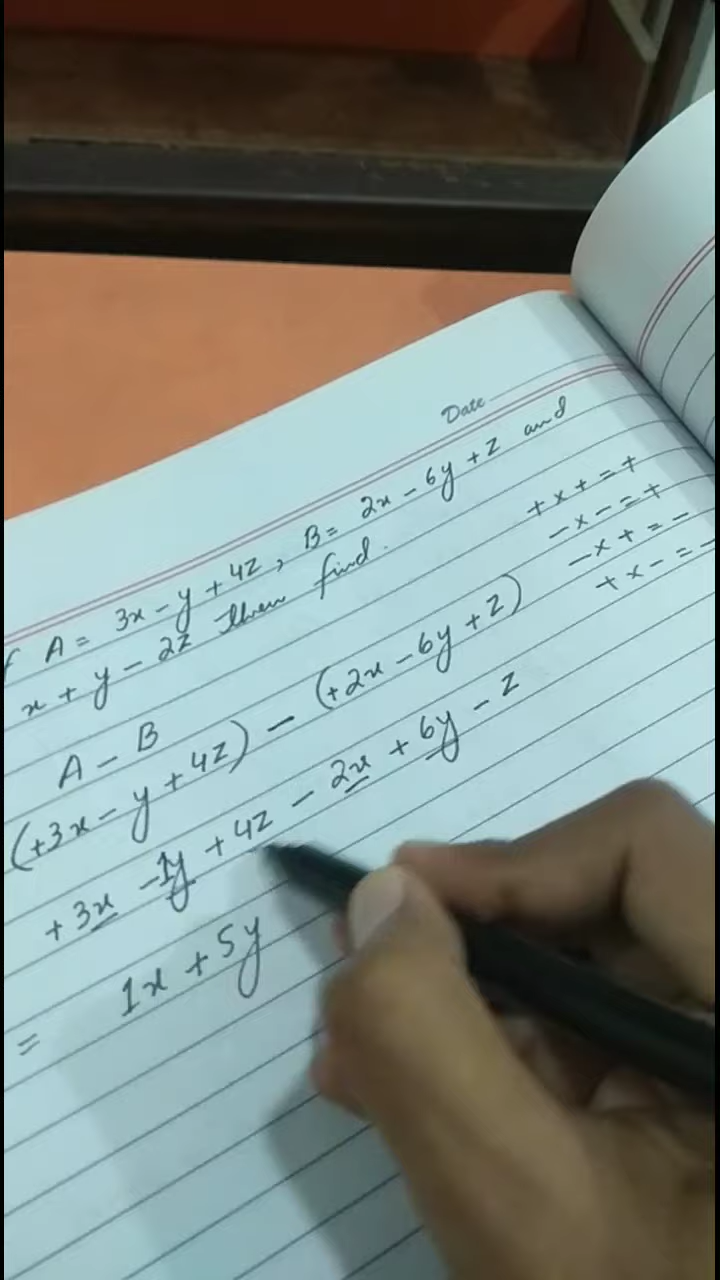 Date
f A = 3x - y + 4z, B = 2x - 6y + z and
x + y - 2z then find.
+ x + = +
- x - = +
- x + = -
+ x - = -
A - B
(+3x - y + 4z) - (+2x - 6y + z)
+ 3x - 1y + 4z - 2x + 6y - z
= 1x + 5y